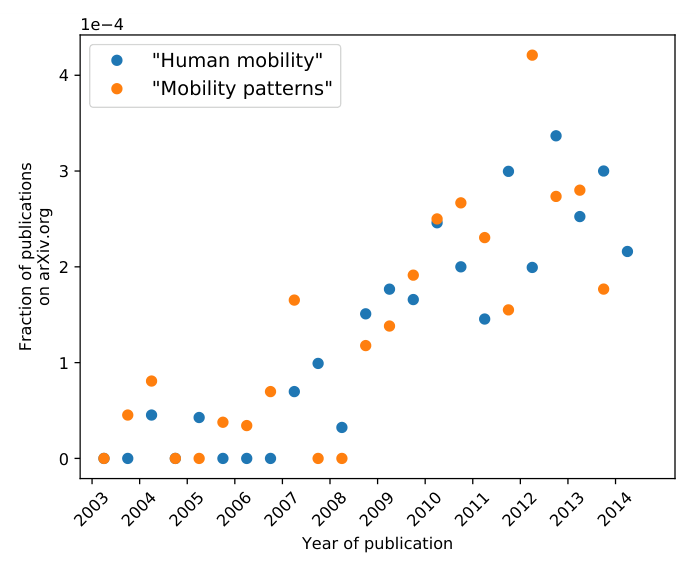 1e−4
"Human mobility"
"Mobility patterns"
4
3
2
1
0
Fraction of publications
on arXiv.org
2003 2004 2005 2006 2007 2008 2009 2010 2011 2012 2013 2014
Year of publication